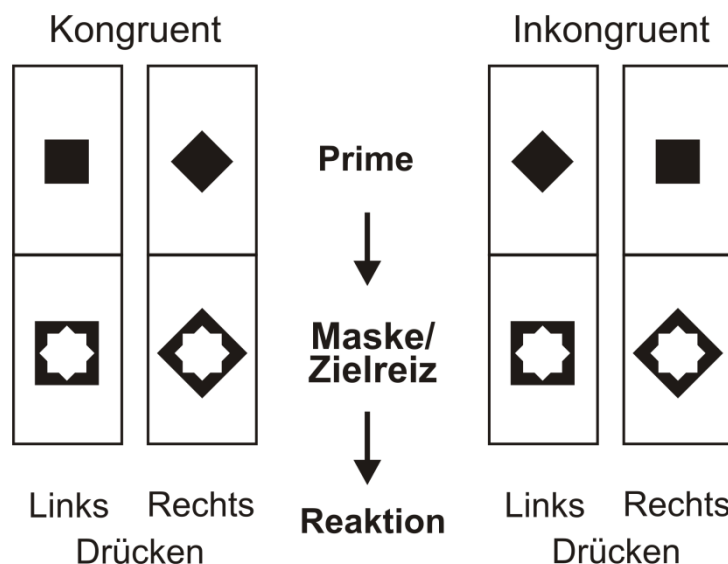 Kongruent
Inkongruent
Prime
Maske/
Zielreiz
Links Rechts
Drücken
Reaktion
Links Rechts
Drücken